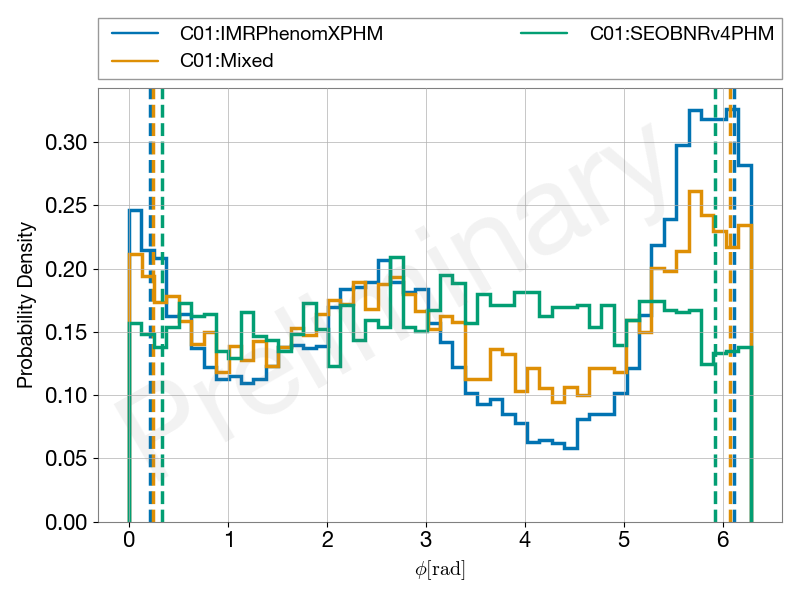 C01:IMRPhenomXPHM
C01:Mixed
C01:SEOBNRv4PHM
Preliminary
Probability Density
0.30
0.25
0.20
0.15
0.10
0.05
0.00
0 1 2 3 4 5 6
ϕ[rad]